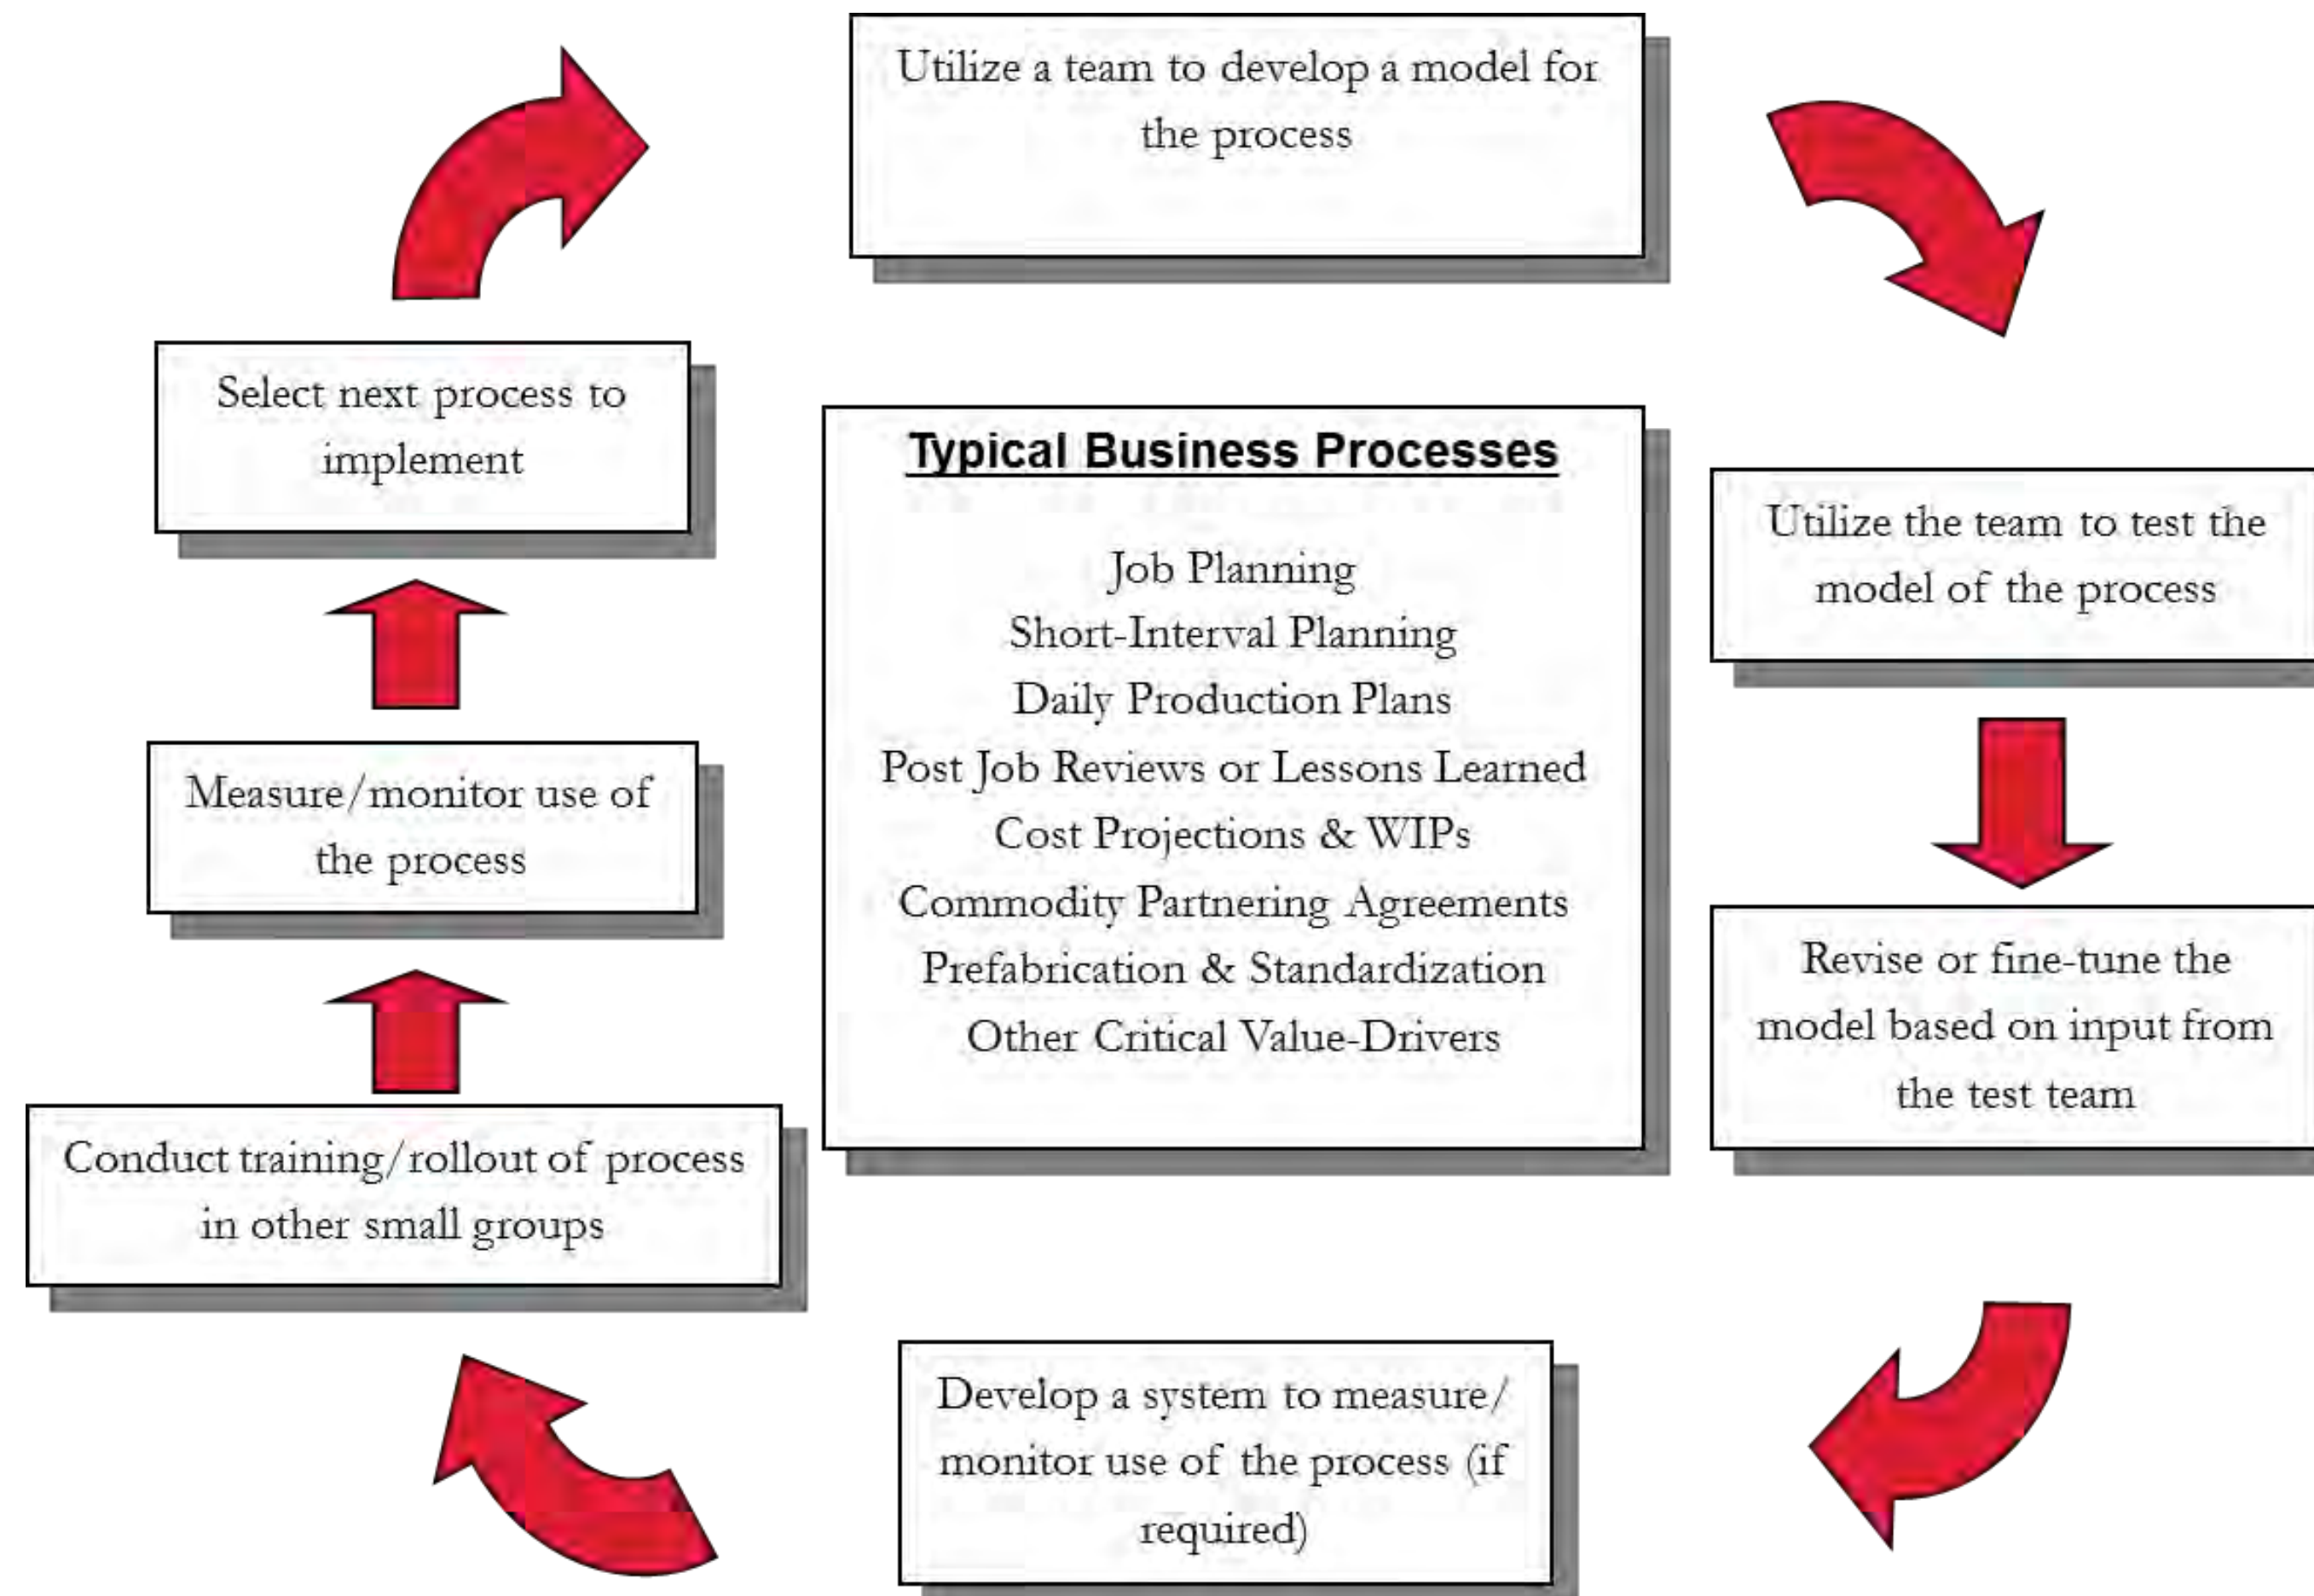 Utilize a team to develop a model for
the process
Select next process to
implement
Typical Business Processes
Job Planning
Short-Interval Planning
Daily Production Plans
Post Job Reviews or Lessons Learned
Cost Projections & WIPs
Commodity Partnering Agreements
Prefabrication & Standardization
Other Critical Value-Drivers
Utilize the team to test the
model of the process
Measure/monitor use of
the process
Revise or fine-tune the
model based on input from
the test team
Conduct training/rollout of process
in other small groups
Develop a system to measure/
monitor use of the process (if
required)